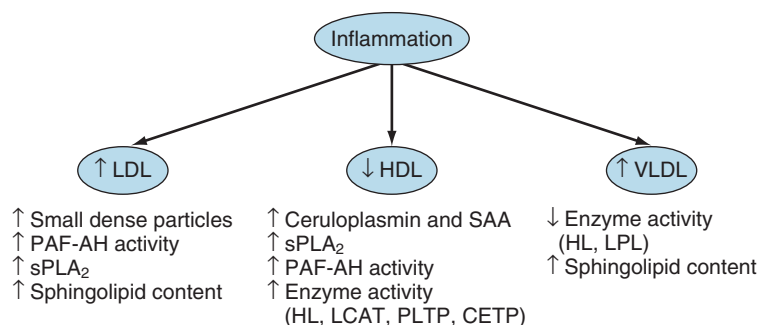 Inflammation
↑ LDL
↓ HDL
↑ VLDL
↑ Small dense particles
↑ PAF-AH activity
↑ sPLA₂
↑ Sphingolipid content
↑ Ceruloplasmin and SAA
↑ sPLA₂
↑ PAF-AH activity
↑ Enzyme activity
(HL, LCAT, PLTP, CETP)
↓ Enzyme activity
(HL, LPL)
↑ Sphingolipid content